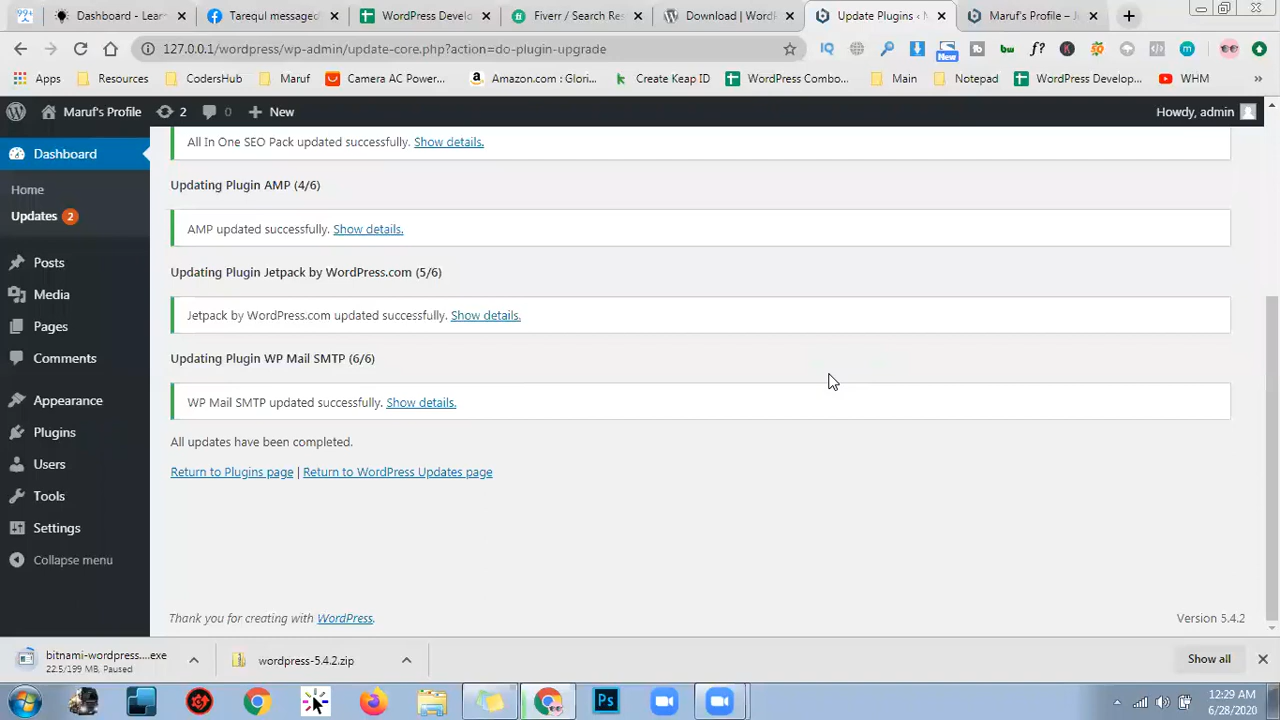 Dashboard - Lear
Tarequl messaged
WordPress Develo
Fiverr / Search Res
Download | Wor
Update Plugins ‹ M
Maruf's Profile – J
127.0.0.1/wordpress/wp-admin/update-core.php?action=do-plugin-upgrade
New
Apps
Resources
CodersHub
Maruf
Camera AC Power...
Amazon.com : Glori...
Create Keap ID
WordPress Combo...
Main
Notepad
WordPress Develop...
WHM
Maruf's Profile
2
0
New
Howdy, admin
Dashboard
Home
Updates 2
Posts
Media
Pages
Comments
Appearance
Plugins
Users
Tools
Settings
Collapse menu
All In One SEO Pack updated successfully. Show details.
Updating Plugin AMP (4/6)
AMP updated successfully. Show details.
Updating Plugin Jetpack by WordPress.com (5/6)
Jetpack by WordPress.com updated successfully. Show details.
Updating Plugin WP Mail SMTP (6/6)
WP Mail SMTP updated successfully. Show details.
All updates have been completed.
Return to Plugins page | Return to WordPress Updates page
Thank you for creating with WordPress.
Version 5.4.2
bitnami-wordpress....exe
22.5/199 MB, Paused
wordpress-5.4.2.zip
Show all
Ps
12:29 AM
6/28/2020